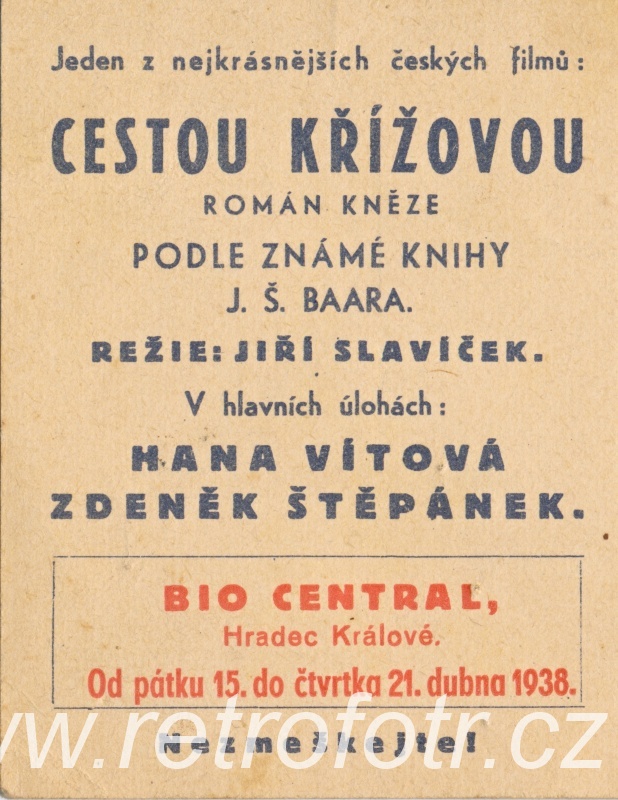 Jeden z nejkrásnějších českých filmů:
CESTOU KŘÍŽOVOU
ROMÁN KNĚZE
PODLE ZNÁMÉ KNIHY
J. Š. BAARA.
REŽIE: JIŘÍ SLAVÍČEK.
V hlavních úlohách:
HANA VÍTOVÁ
ZDENĚK ŠTĚPÁNEK.
BIO CENTRAL,
Hradec Králové.
Od pátku 15. do čtvrtka 21. dubna 1938.
www.retrofotr.cz
Nezmeškejte!